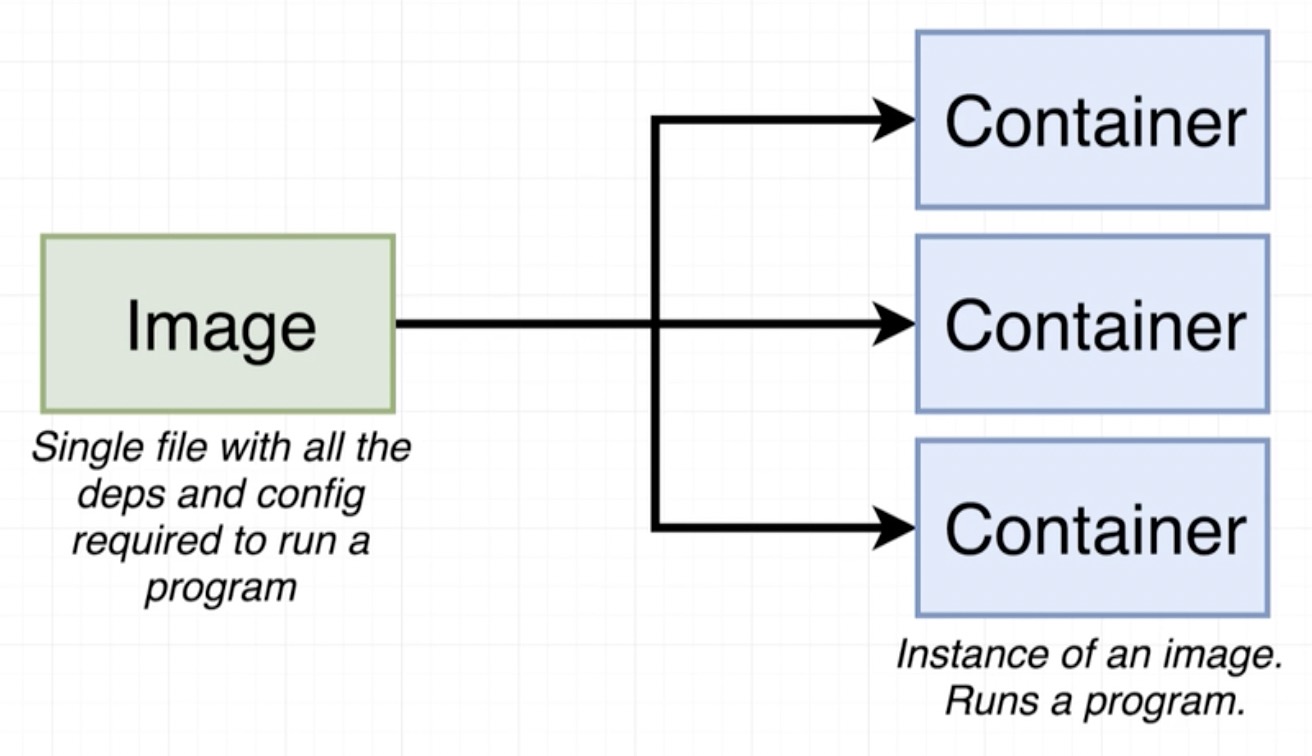 Container
Image
Container
Single file with all the
deps and config
required to run a
program
Container
Instance of an image.
Runs a program.